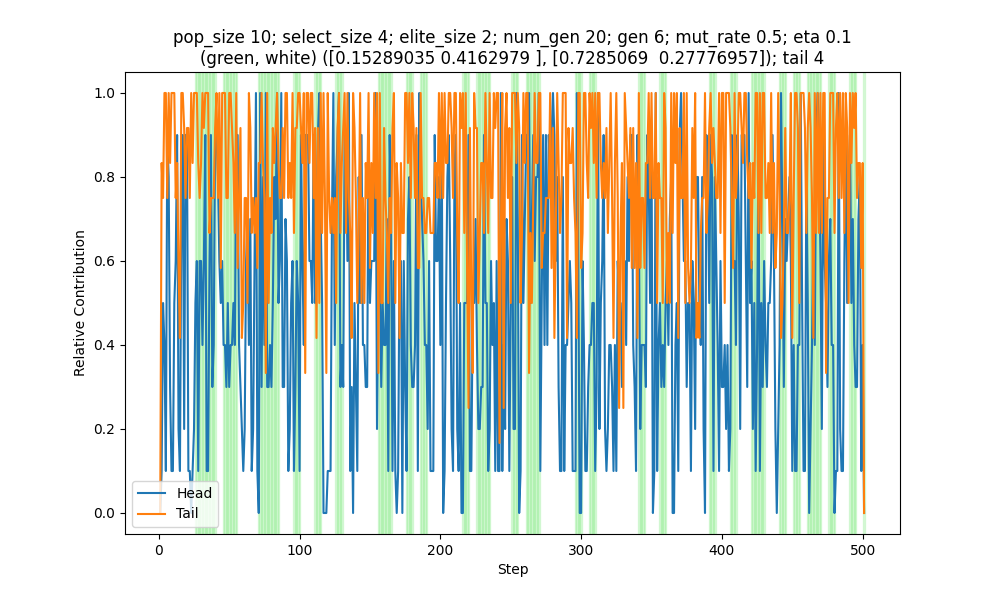 pop_size 10; select_size 4; elite_size 2; num_gen 20; gen 6; mut_rate 0.5; eta 0.1
(green, white) ([0.15289035 0.4162979 ], [0.7285069  0.27776957]); tail 4
1.0
0.8
0.6
0.4
0.2
0.0
Relative Contribution
Head
Tail
0
100
200
300
400
500
Step